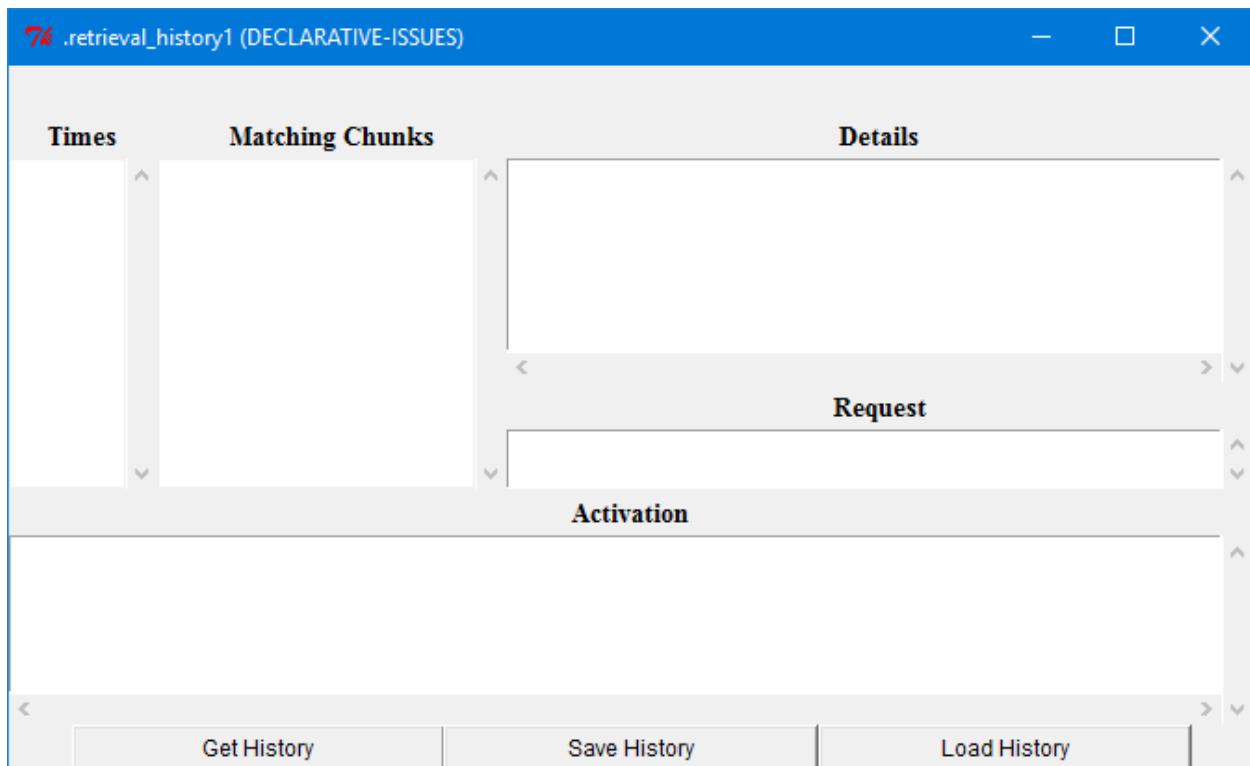 .retrieval_history1 (DECLARATIVE-ISSUES)
Times Matching Chunks Details
Request
Activation
Get History Save History Load History